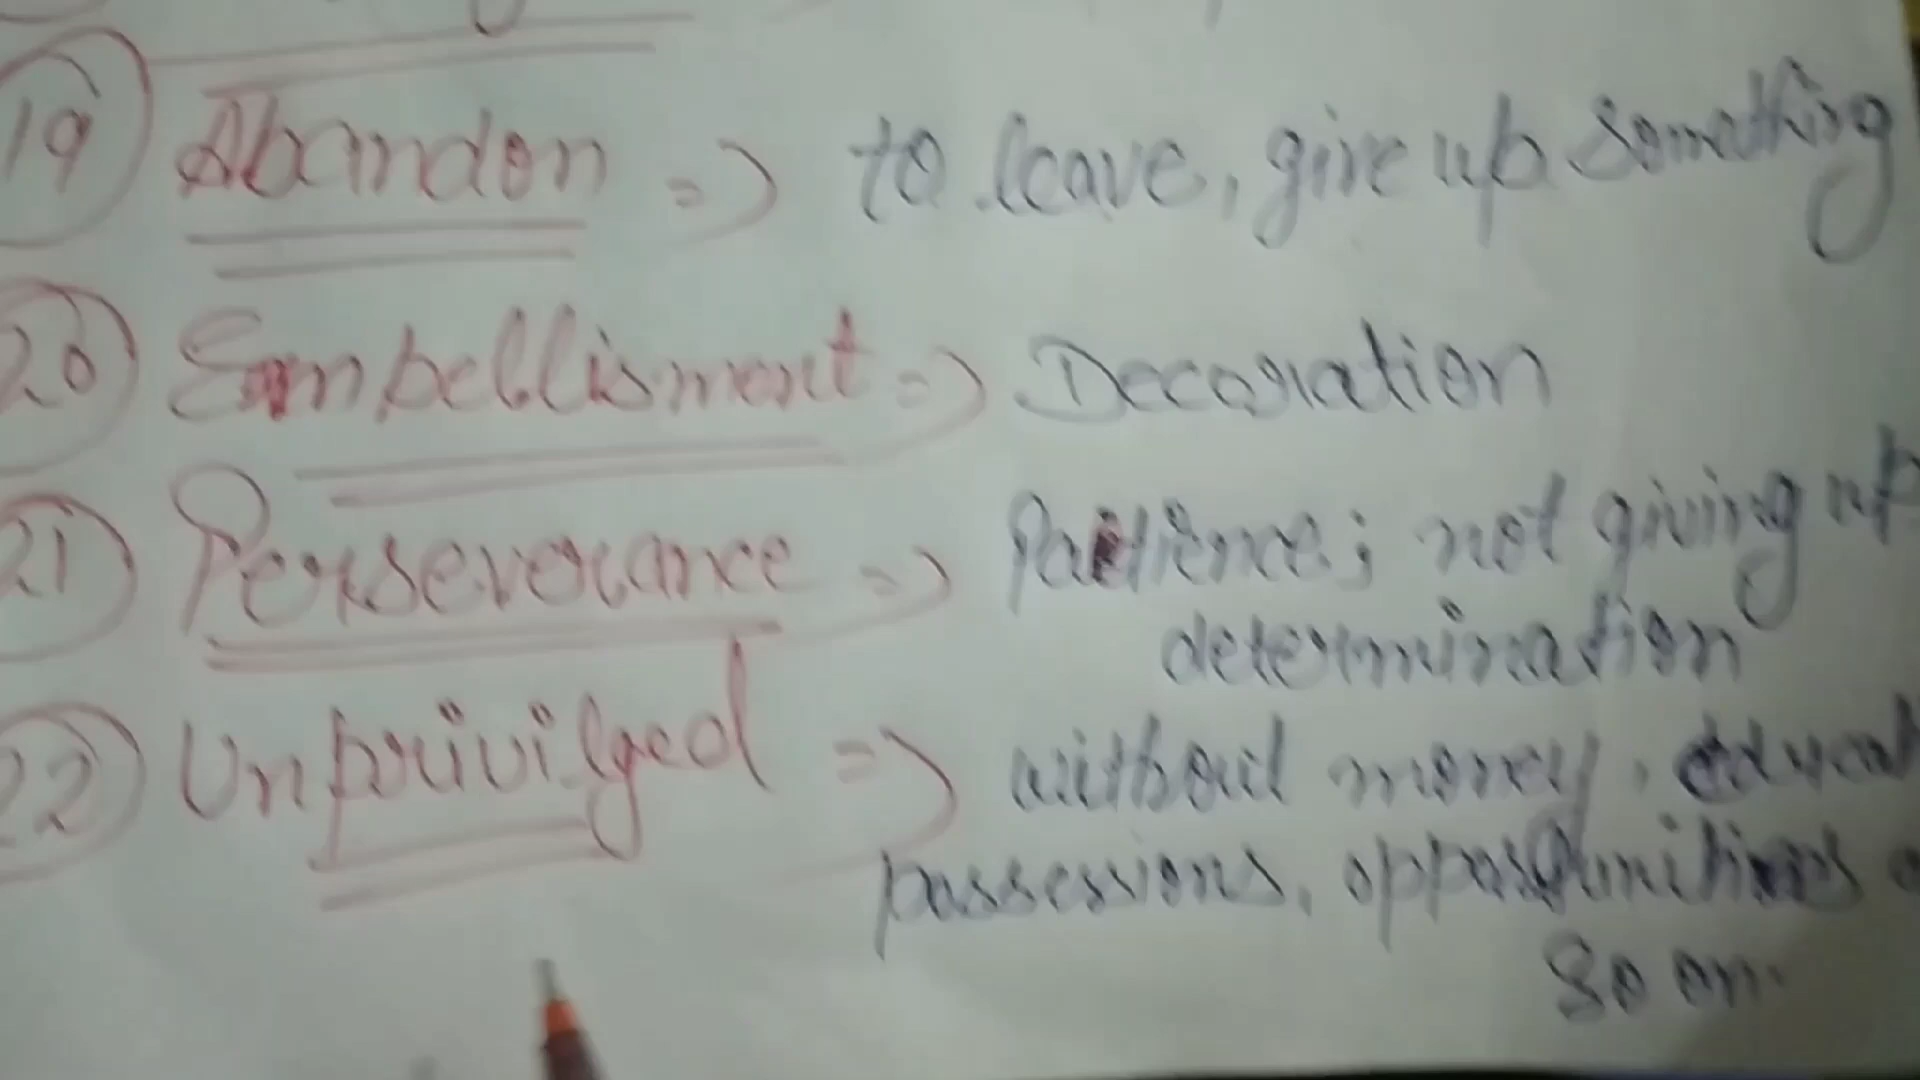 19 Abandon => to leave, give up something
20 Embellisment => Decoration
21 Perseverance => Patience; not giving up
determination
22 Unprivilged => without money,
possessions, opportunities
so on.